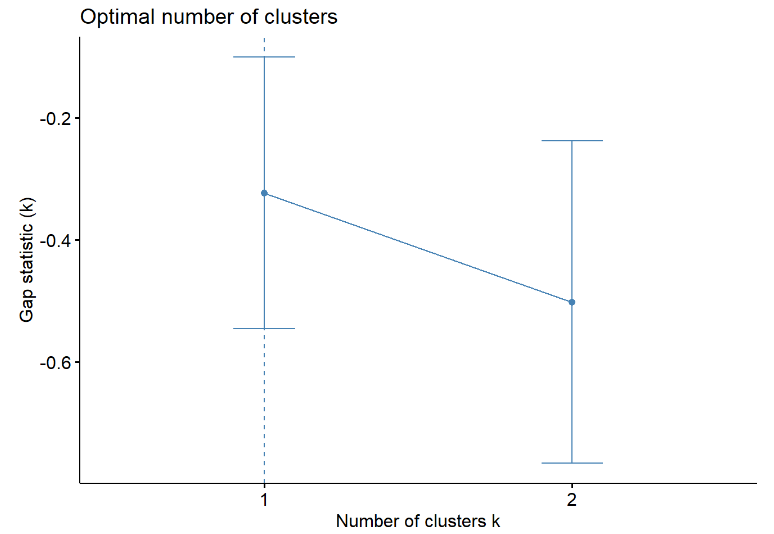 Optimal number of clusters
Gap statistic (k)
-0.2
-0.4
-0.6
1
2
Number of clusters k